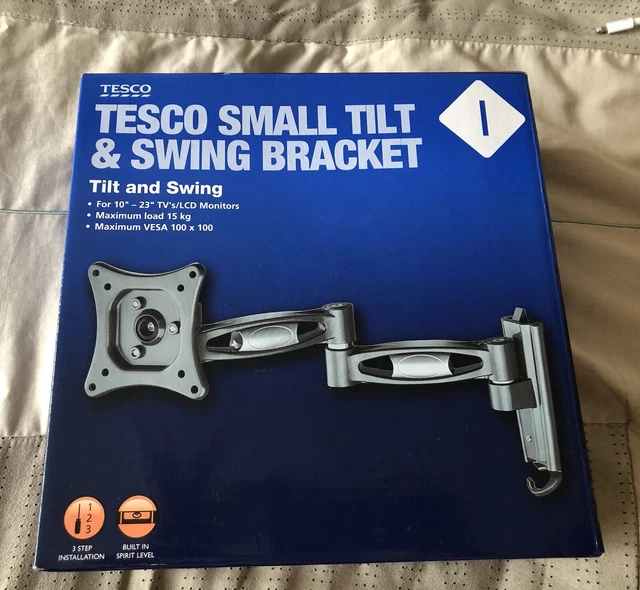 TESCO
TESCO SMALL TILT
& SWING BRACKET
I
Tilt and Swing
• For 10" – 23" TV's/LCD Monitors
• Maximum load 15 kg
• Maximum VESA 100 x 100
1
2
3
3 STEP
INSTALLATION
BUILT IN
SPIRIT LEVEL